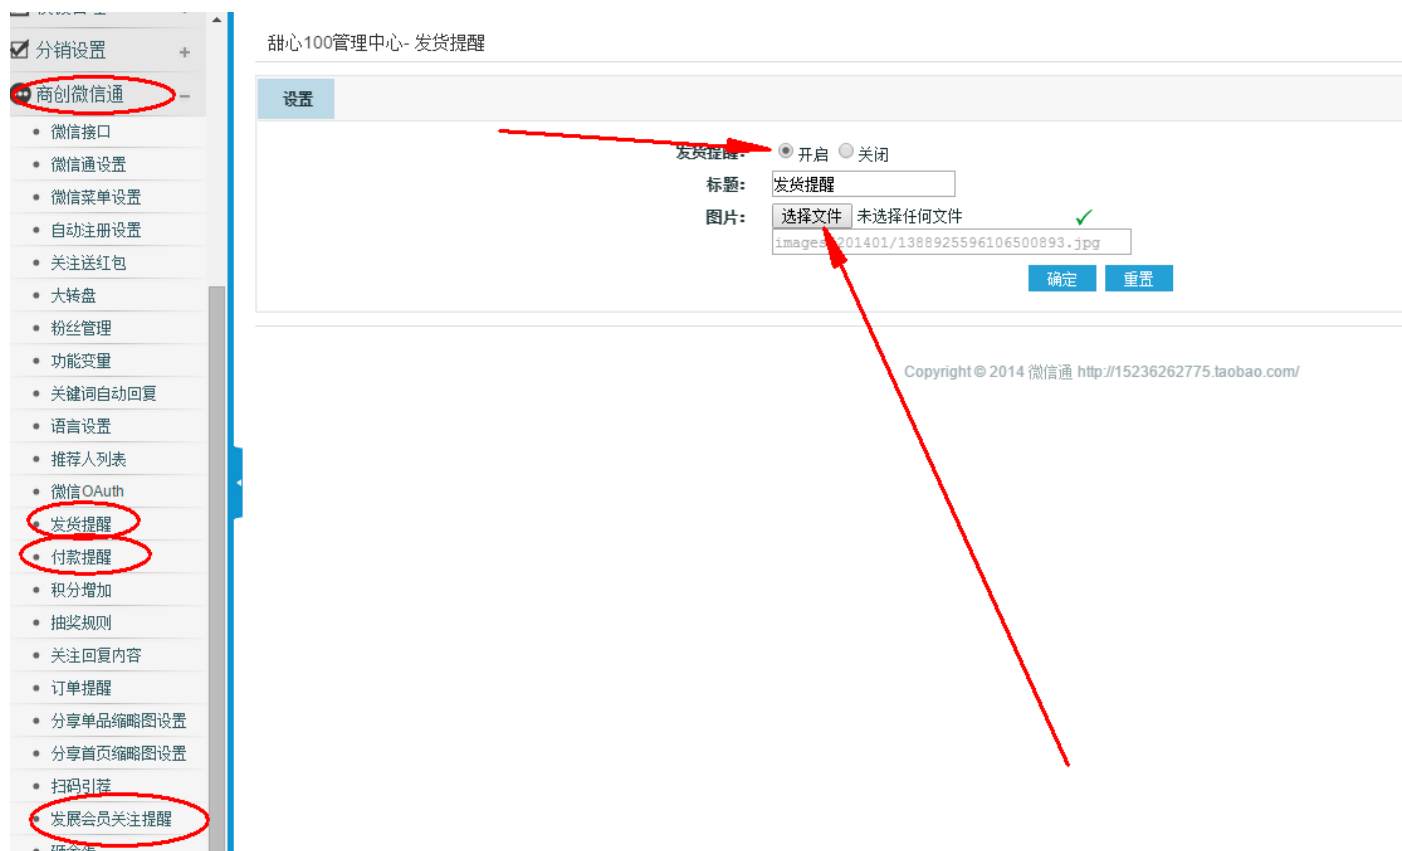 分销设置
商创微信通
微信接口
微信通设置
微信菜单设置
自动注册设置
关注送红包
大转盘
粉丝管理
功能变量
关键词自动回复
语言设置
推荐人列表
微信OAuth
发货提醒
付款提醒
积分增加
抽奖规则
关注回复内容
订单提醒
分享单品缩略图设置
分享首页缩略图设置
扫码引荐
发展会员关注提醒
甜心100管理中心- 发货提醒
设置
发货提醒: 开启 关闭
标题: 发货提醒
图片: 选择文件 未选择任何文件
images/201401/1388925596106500893.jpg
确定 重置
Copyright © 2014 微信通 http://15236262775.taobao.com/